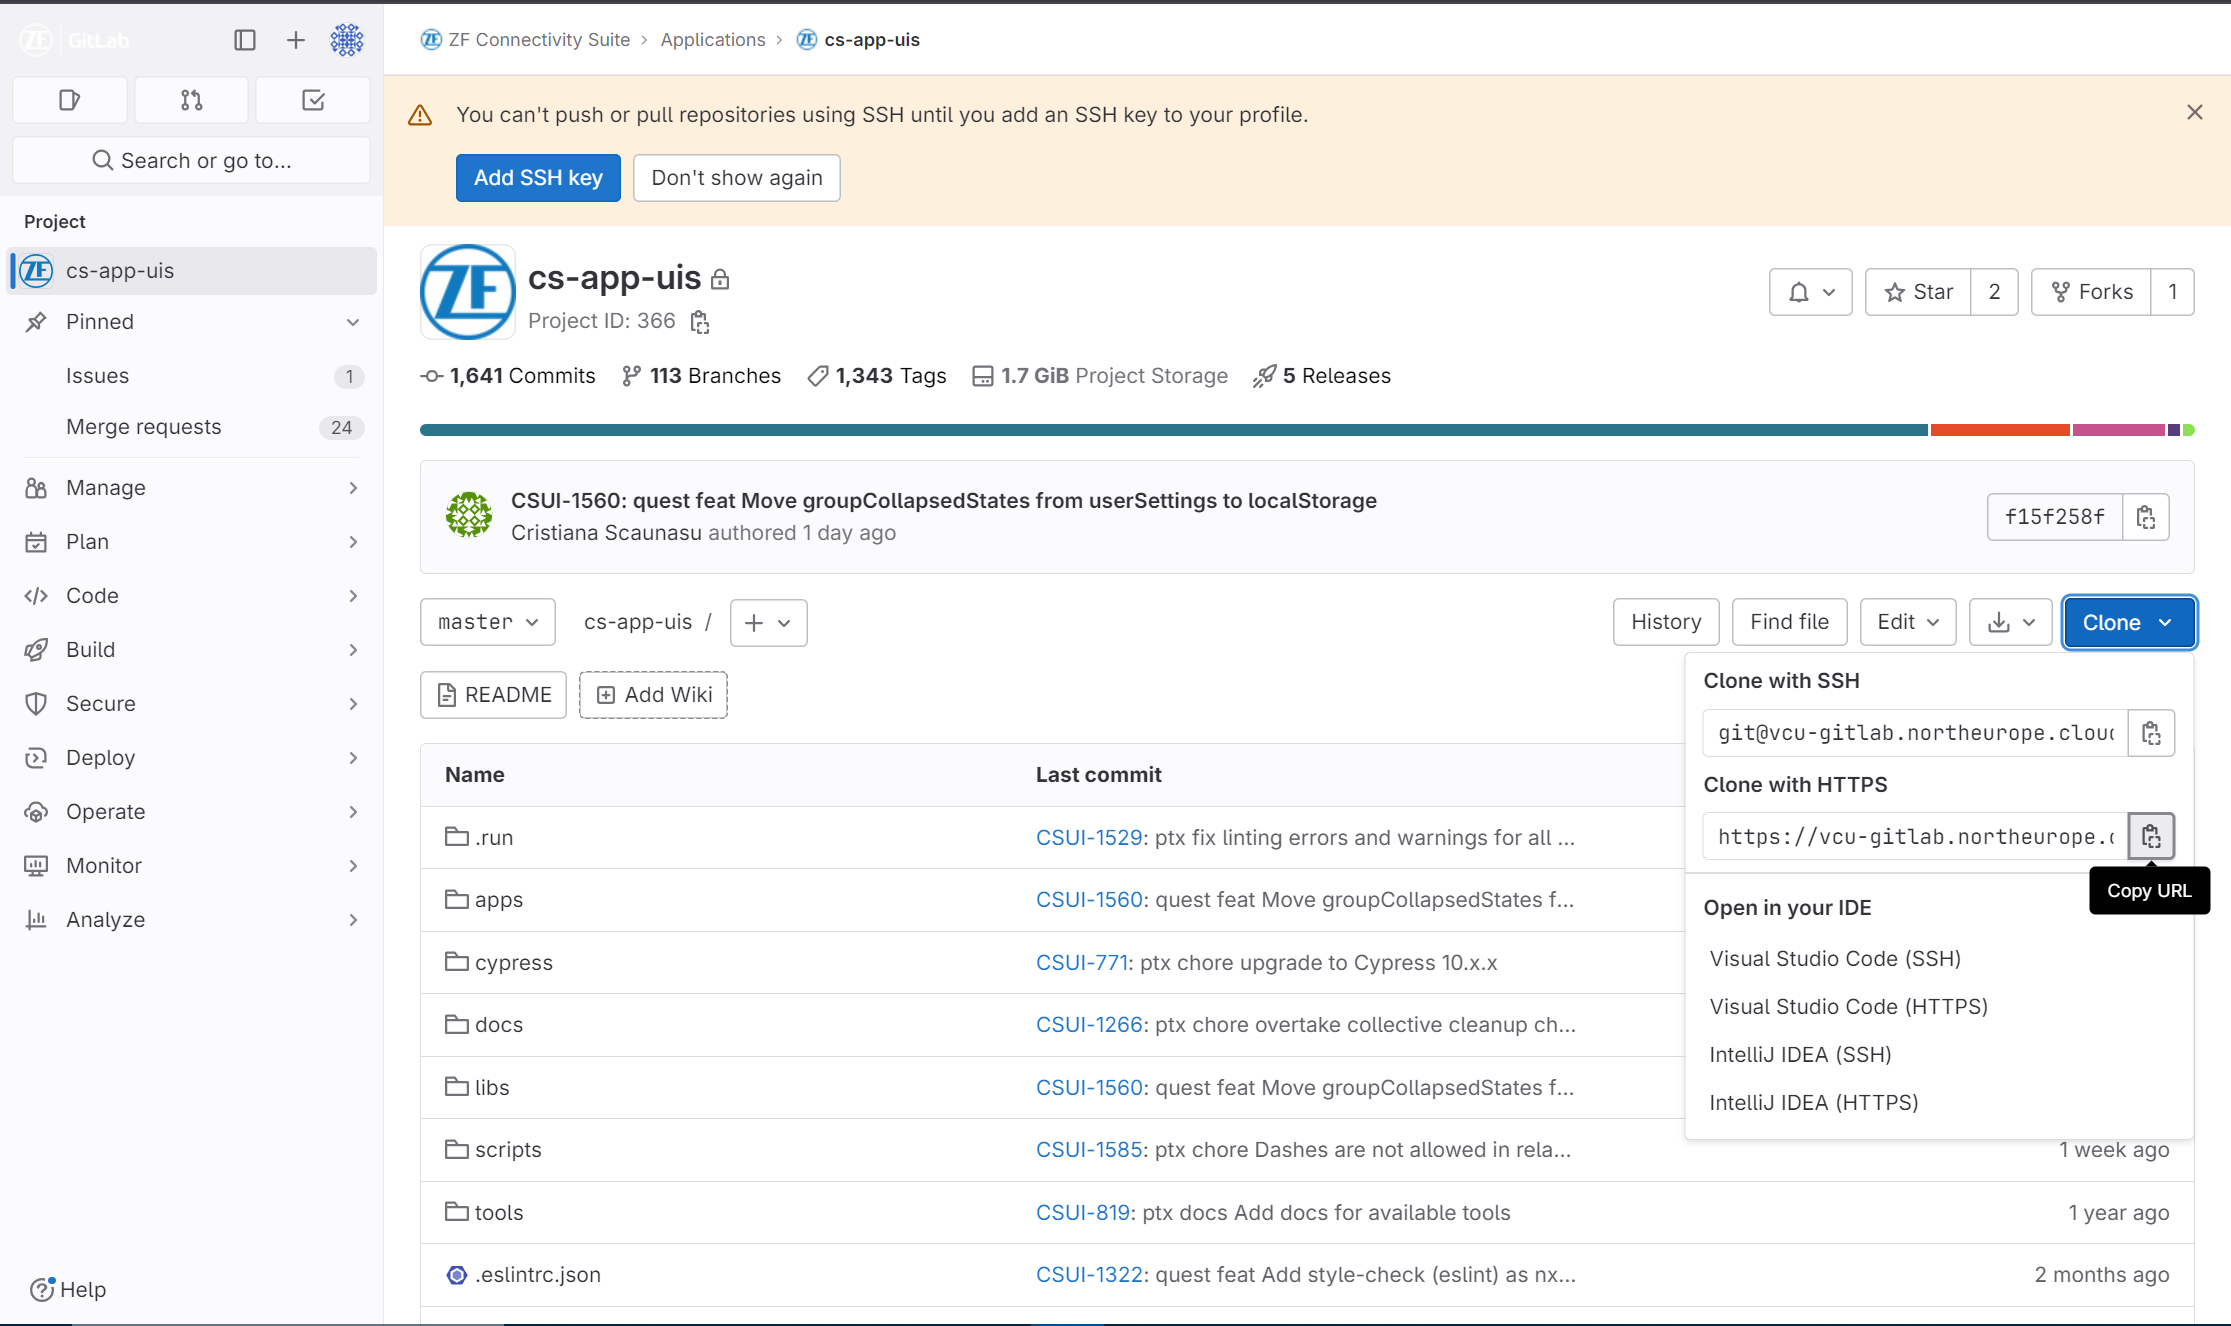 ZF GitLab
Search or go to...
Project
ZF cs-app-uis
Pinned
Issues 1
Merge requests 24
Manage
Plan
Code
Build
Secure
Deploy
Operate
Monitor
Analyze
Help
ZF ZF Connectivity Suite › Applications › ZF cs-app-uis
You can't push or pull repositories using SSH until you add an SSH key to your profile.
Add SSH key Don't show again
ZF
cs-app-uis
Project ID: 366
Star 2 Forks 1
1,641 Commits 113 Branches 1,343 Tags 1.7 GiB Project Storage 5 Releases
CSUI-1560: quest feat Move groupCollapsedStates from userSettings to localStorage
Cristiana Scaunasu authored 1 day ago
f15f258f
master cs-app-uis / + History Find file Edit Clone
README Add Wiki
Clone with SSH
git@vcu-gitlab.northeurope.clou
Clone with HTTPS
https://vcu-gitlab.northeurope.
Copy URL
Open in your IDE
Visual Studio Code (SSH)
Visual Studio Code (HTTPS)
IntelliJ IDEA (SSH)
IntelliJ IDEA (HTTPS)
Name Last commit
.run CSUI-1529: ptx fix linting errors and warnings for all ...
apps CSUI-1560: quest feat Move groupCollapsedStates f...
cypress CSUI-771: ptx chore upgrade to Cypress 10.x.x
docs CSUI-1266: ptx chore overtake collective cleanup ch...
libs CSUI-1560: quest feat Move groupCollapsedStates f...
scripts CSUI-1585: ptx chore Dashes are not allowed in rela... 1 week ago
tools CSUI-819: ptx docs Add docs for available tools 1 year ago
.eslintrc.json CSUI-1322: quest feat Add style-check (eslint) as nx... 2 months ago